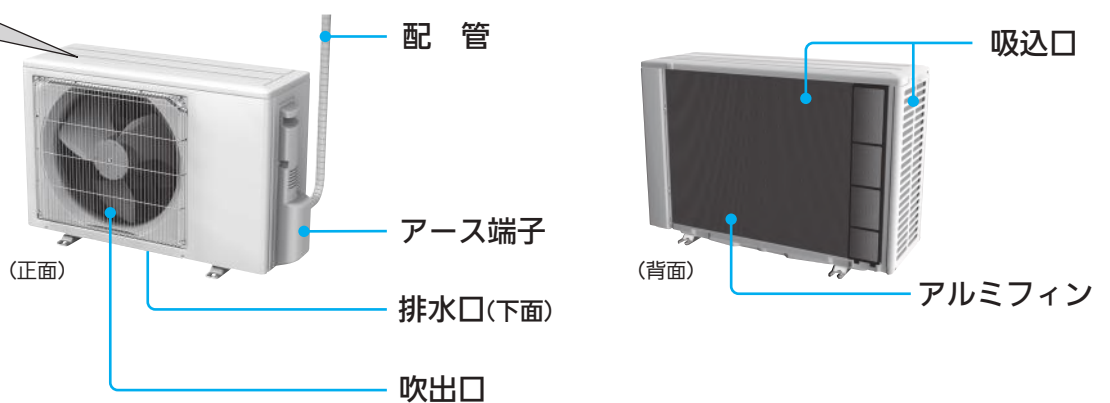 配　管
アース端子
(正面)
排水口(下面)
吹出口
吸込口
(背面)
アルミフィン